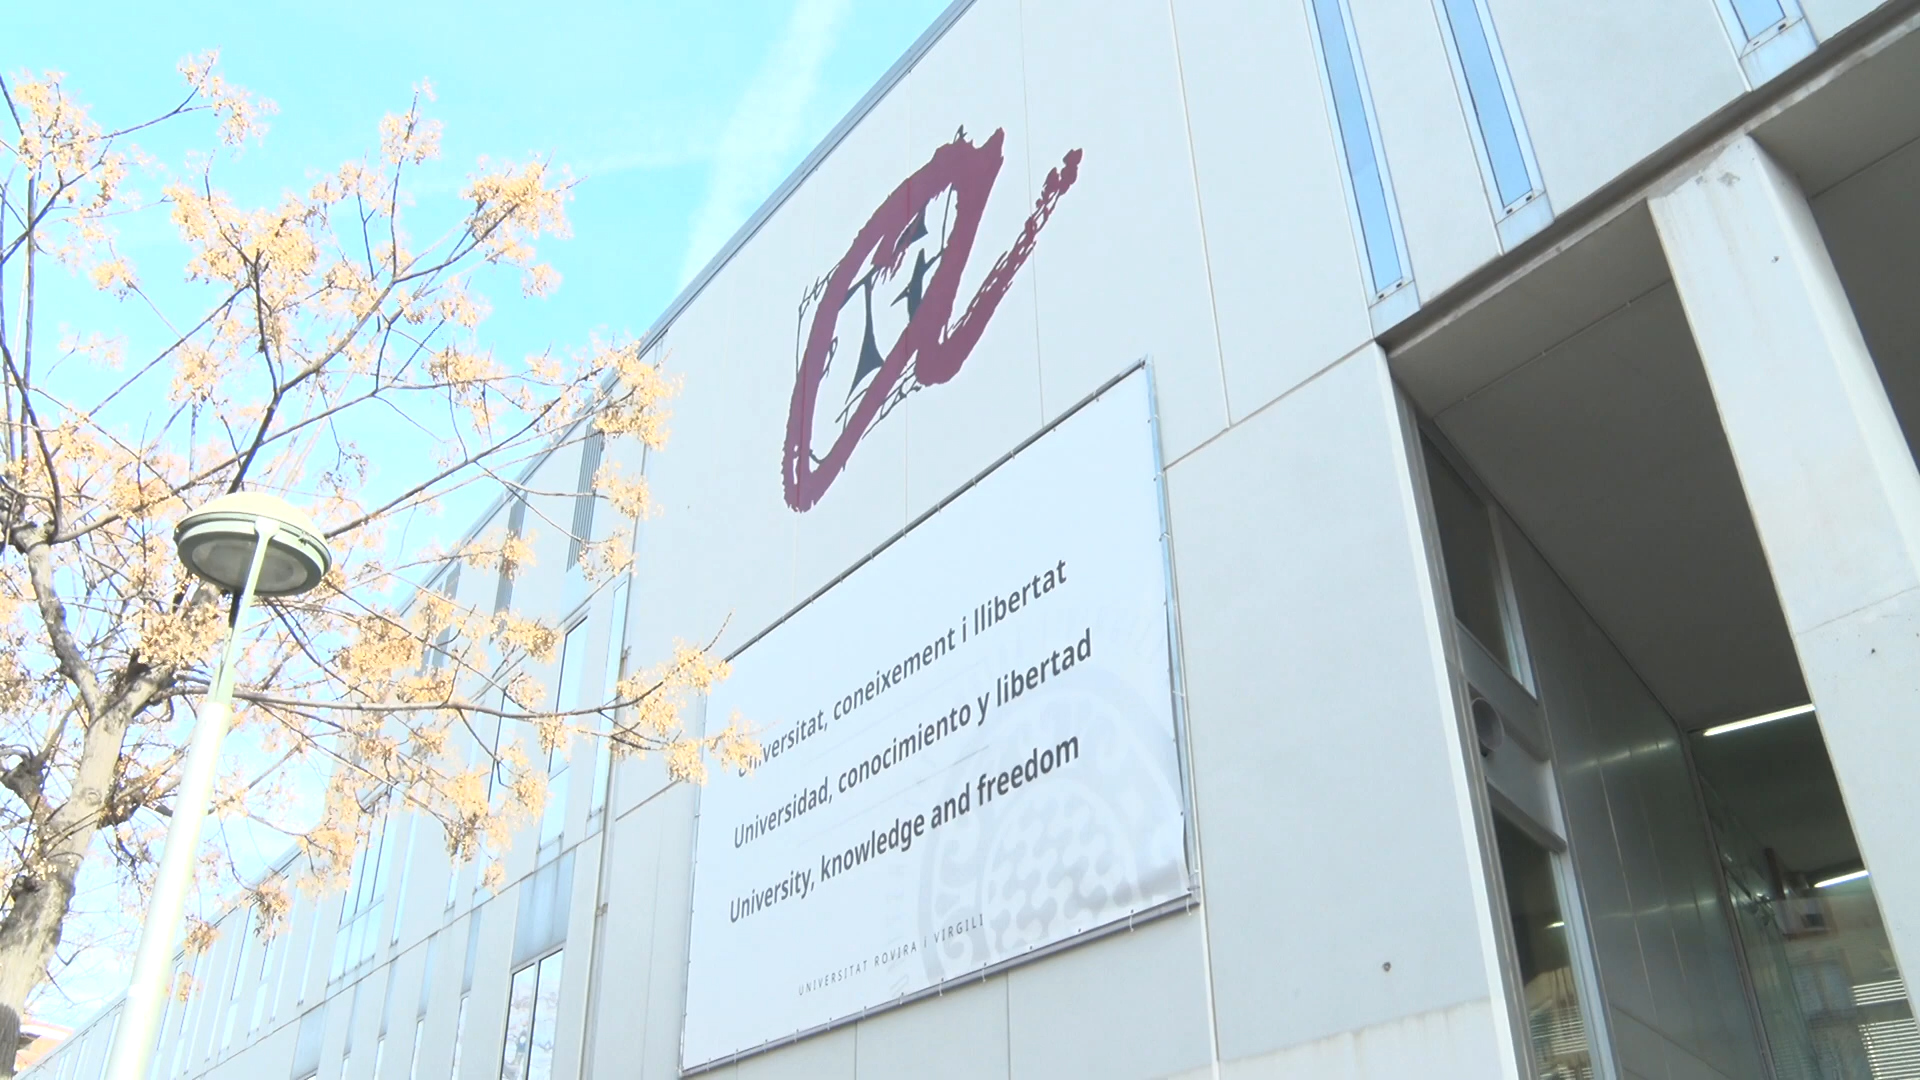 Universitat, coneixement i llibertat
Universidad, conocimiento y libertad
University, knowledge and freedom
UNIVERSITAT ROVIRA i VIRGILI